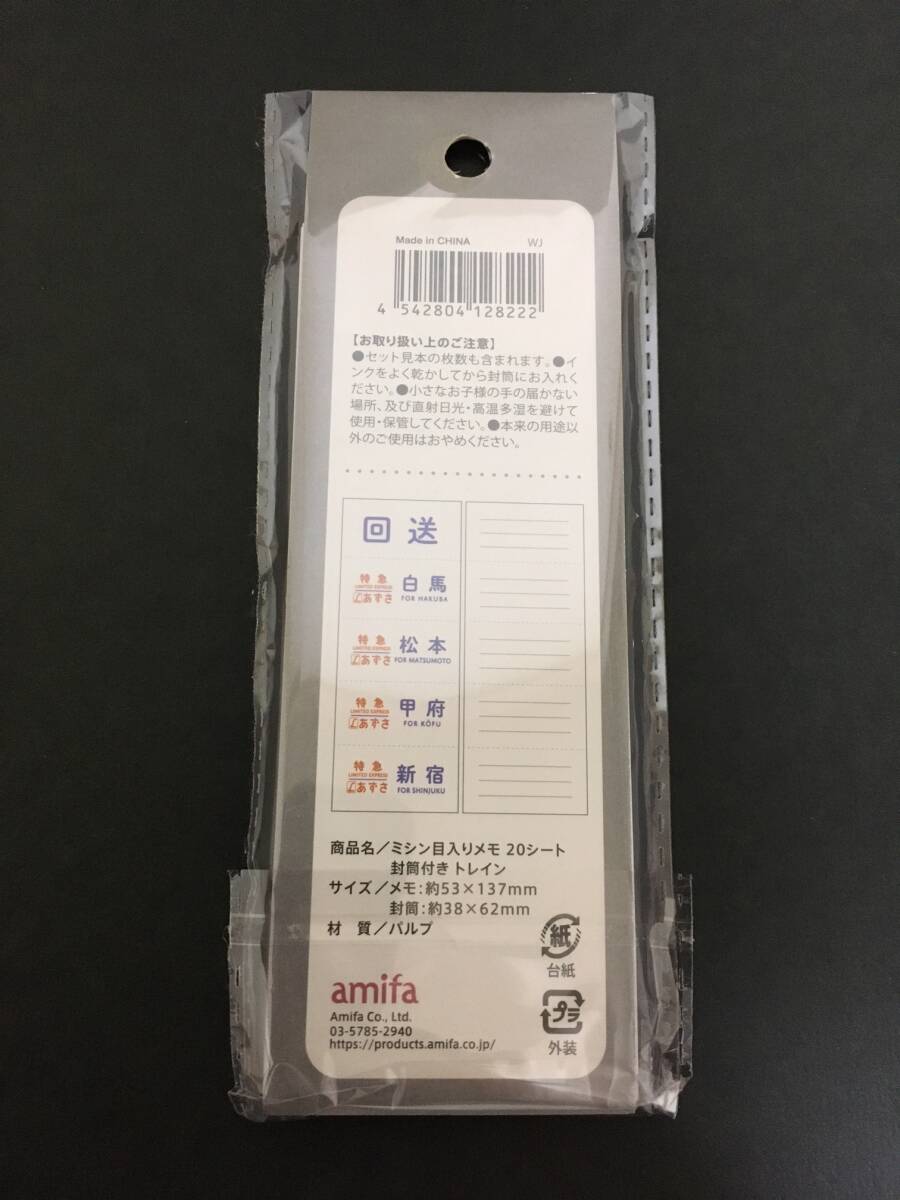 Made in CHINA WJ
4 542804 128222
【お取り扱い上のご注意】
●セット見本の枚数も含まれます。●イ
ンクをよく乾かしてから封筒にお入れく
ださい。●小さなお子様の手の届かない
場所、及び直射日光・高温多湿を避けて
使用・保管してください。●本来の用途以
外のご使用はおやめください。
回送
特急
LIMITED EXPRESS
あずさ
白馬
FOR HAKUBA
特急
LIMITED EXPRESS
あずさ
松本
FOR MATSUMOTO
特急
LIMITED EXPRESS
あずさ
甲府
FOR KŌFU
特急
LIMITED EXPRESS
あずさ
新宿
FOR SHINJUKU
商品名／ミシン目入りメモ 20シート
封筒付き トレイン
サイズ／メモ:約53×137mm
封筒:約38×62mm
材 質／パルプ
紙
台紙
プラ
外装
amifa
Amifa Co., Ltd.
03-5785-2940
https://products.amifa.co.jp/